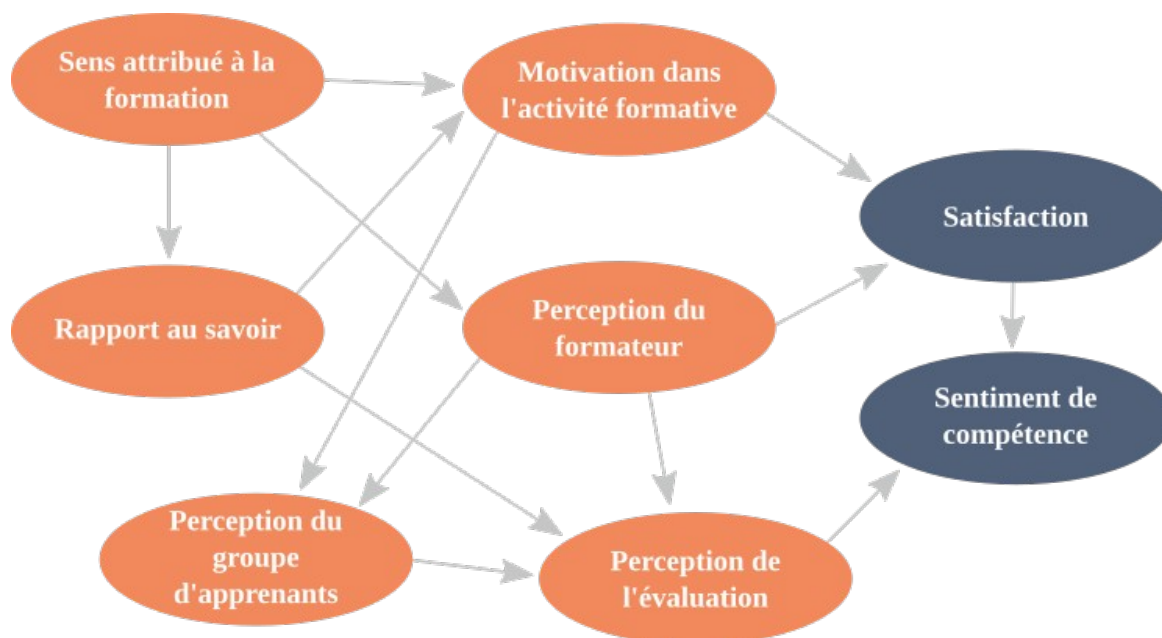 Sens attribué à la
formation
Motivation dans
l'activité formative
Satisfaction
Rapport au savoir
Perception du
formateur
Sentiment de
compétence
Perception du
groupe
d'apprenants
Perception de
l'évaluation